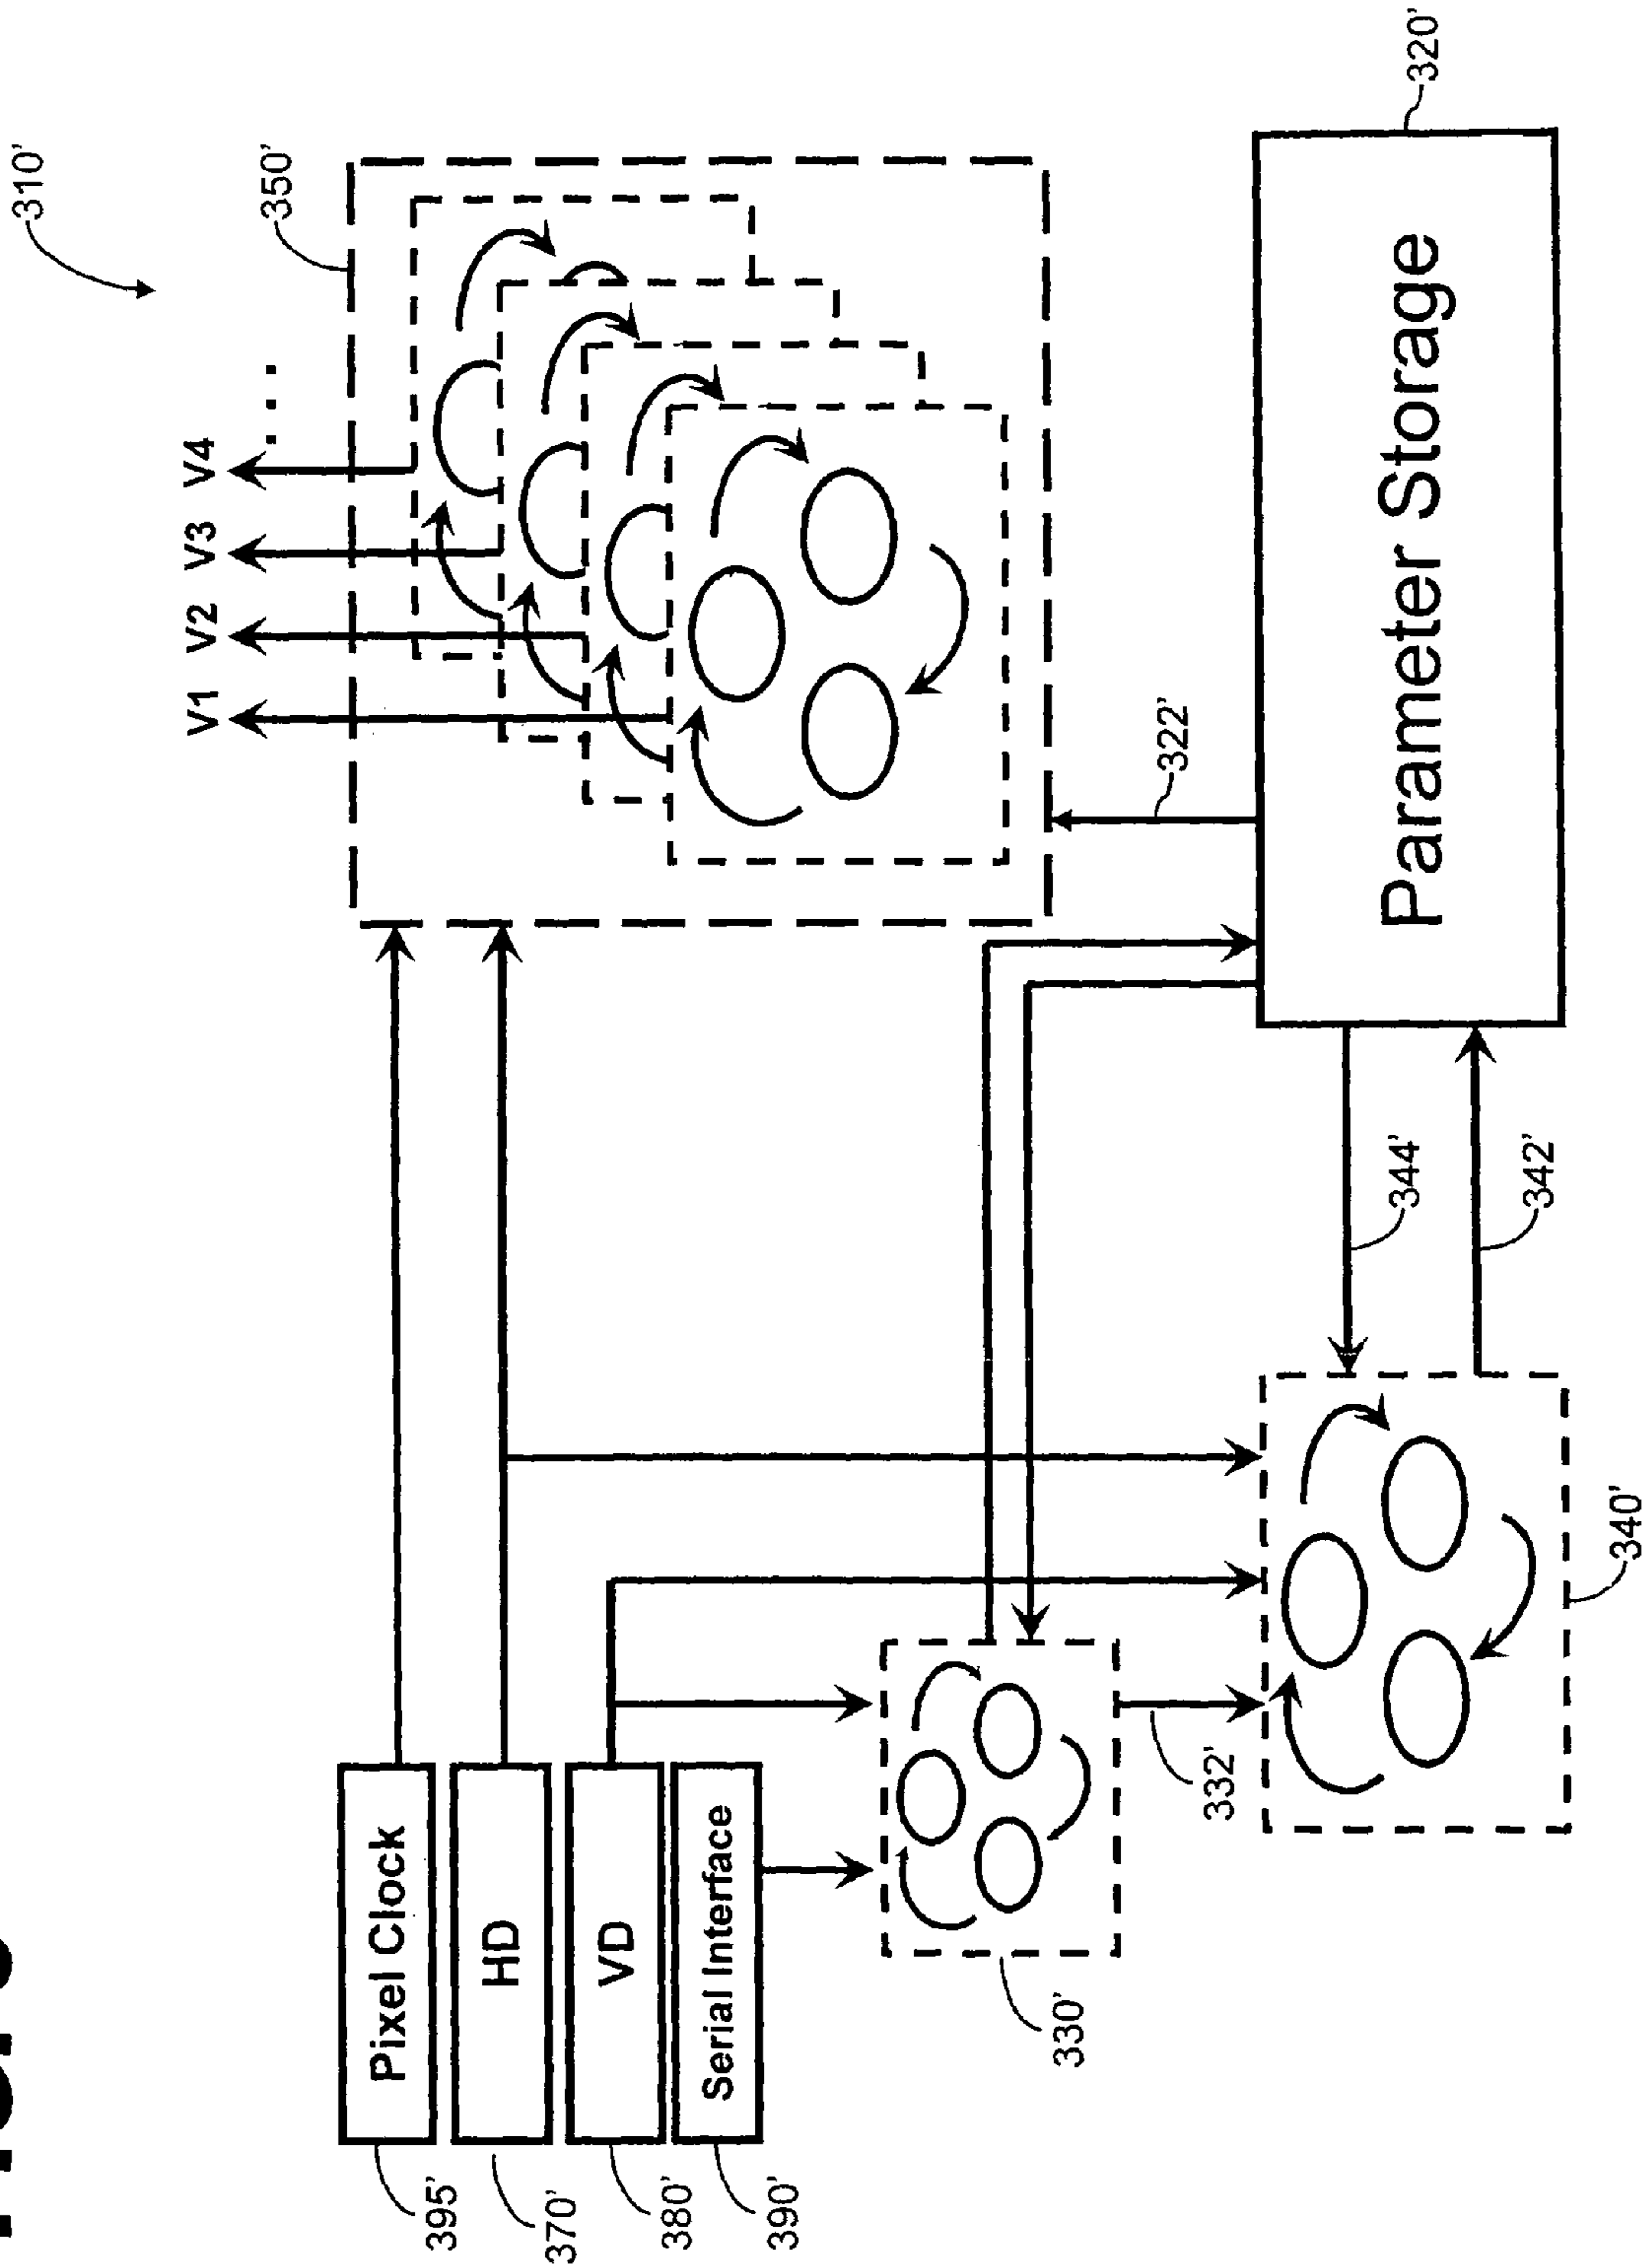 310'
350'
V1 V2 V3 V4 ...
395'
Pixel Clock
370'
HD
380'
VD
390'
Serial Interface
330'
332'
322'
344'
342'
340'
Parameter Storage
320'